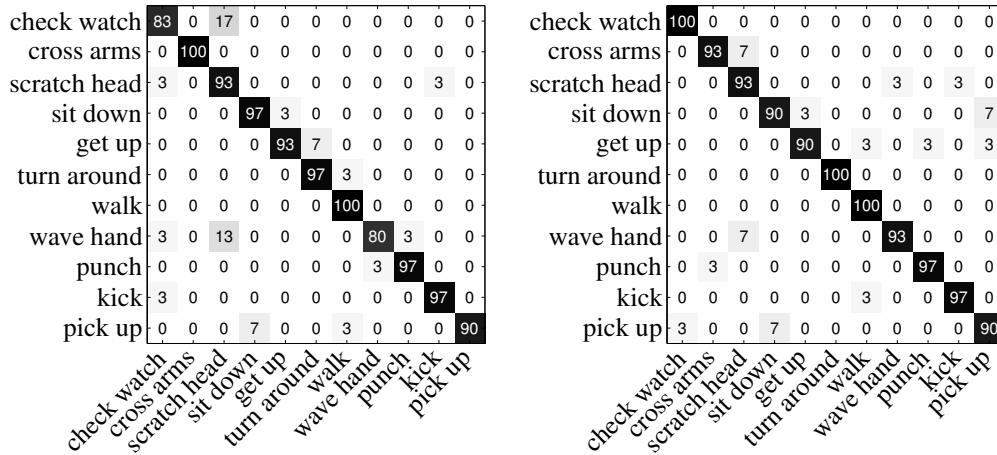 check watch 83 0 17 0 0 0 0 0 0 0 0
cross arms 0 100 0 0 0 0 0 0 0 0 0
scratch head 3 0 93 0 0 0 0 0 0 3 0
sit down 0 0 0 97 3 0 0 0 0 0 0
get up 0 0 0 0 93 7 0 0 0 0 0
turn around 0 0 0 0 0 97 3 0 0 0 0
walk 0 0 0 0 0 0 100 0 0 0 0
wave hand 3 0 13 0 0 0 0 80 3 0 0
punch 0 0 0 0 0 0 0 3 97 0 0
kick 3 0 0 0 0 0 0 0 0 97 0
pick up 0 0 0 7 0 0 3 0 0 0 90
check watch
cross arms
scratch head
sit down
get up
turn around
walk
wave hand
punch
kick
pick up
check watch 100 0 0 0 0 0 0 0 0 0 0
cross arms 0 93 7 0 0 0 0 0 0 0 0
scratch head 0 0 93 0 0 0 0 3 0 3 0
sit down 0 0 0 90 3 0 0 0 0 0 7
get up 0 0 0 0 90 0 3 0 3 0 3
turn around 0 0 0 0 0 100 0 0 0 0 0
walk 0 0 0 0 0 0 100 0 0 0 0
wave hand 0 0 7 0 0 0 0 93 0 0 0
punch 0 3 0 0 0 0 0 0 97 0 0
kick 0 0 0 0 0 0 3 0 0 97 0
pick up 3 0 0 7 0 0 0 0 0 0 90
check watch
cross arms
scratch head
sit down
get up
turn around
walk
wave hand
punch
kick
pick up